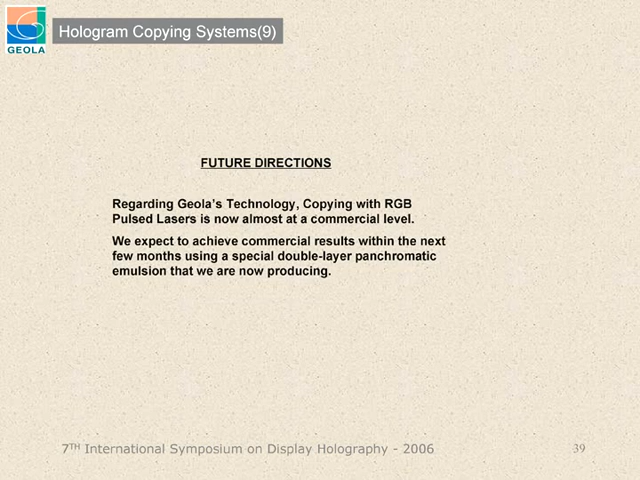 GEOLA
Hologram Copying Systems(9)
FUTURE DIRECTIONS
Regarding Geola's Technology, Copying with RGB
Pulsed Lasers is now almost at a commercial level.
We expect to achieve commercial results within the next
few months using a special double-layer panchromatic
emulsion that we are now producing.
7TH International Symposium on Display Holography - 2006
39